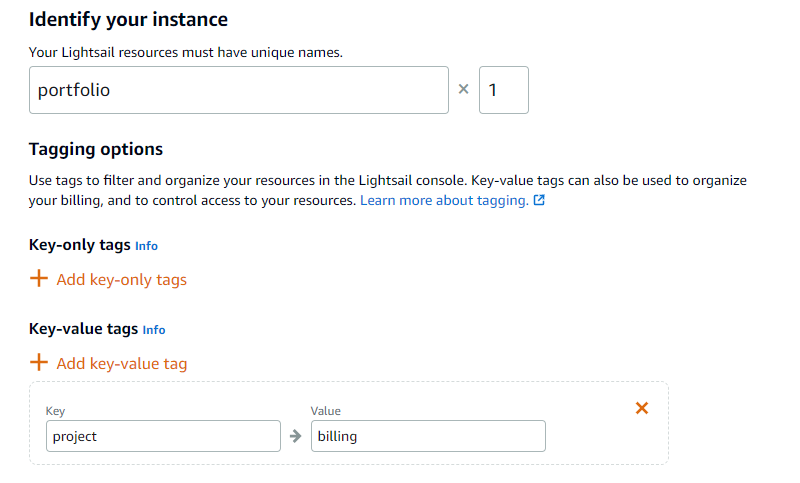 Identify your instance
Your Lightsail resources must have unique names.
portfolio × 1
Tagging options
Use tags to filter and organize your resources in the Lightsail console. Key-value tags can also be used to organize
your billing, and to control access to your resources. Learn more about tagging.
Key-only tags Info
+ Add key-only tags
Key-value tags Info
+ Add key-value tag
Key Value
project → billing